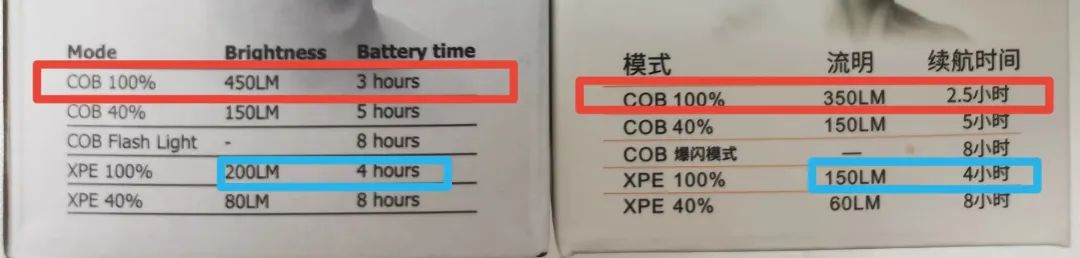 Mode Brightness Battery time
COB 100% 450LM 3 hours
COB 40% 150LM 5 hours
COB Flash Light - 8 hours
XPE 100% 200LM 4 hours
XPE 40% 80LM 8 hours
模式 流明 续航时间
COB 100% 350LM 2.5小时
COB 40% 150LM 5小时
COB 爆闪模式 — 8小时
XPE 100% 150LM 4小时
XPE 40% 60LM 8小时